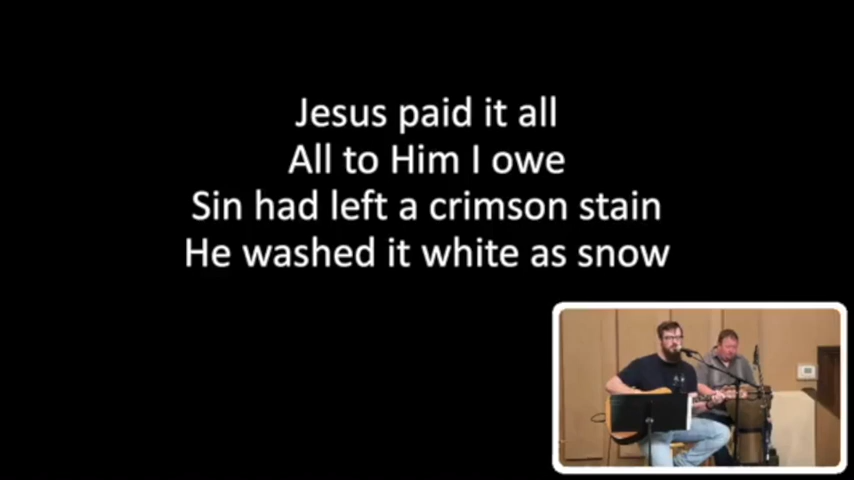 Jesus paid it all
All to Him I owe
Sin had left a crimson stain
He washed it white as snow